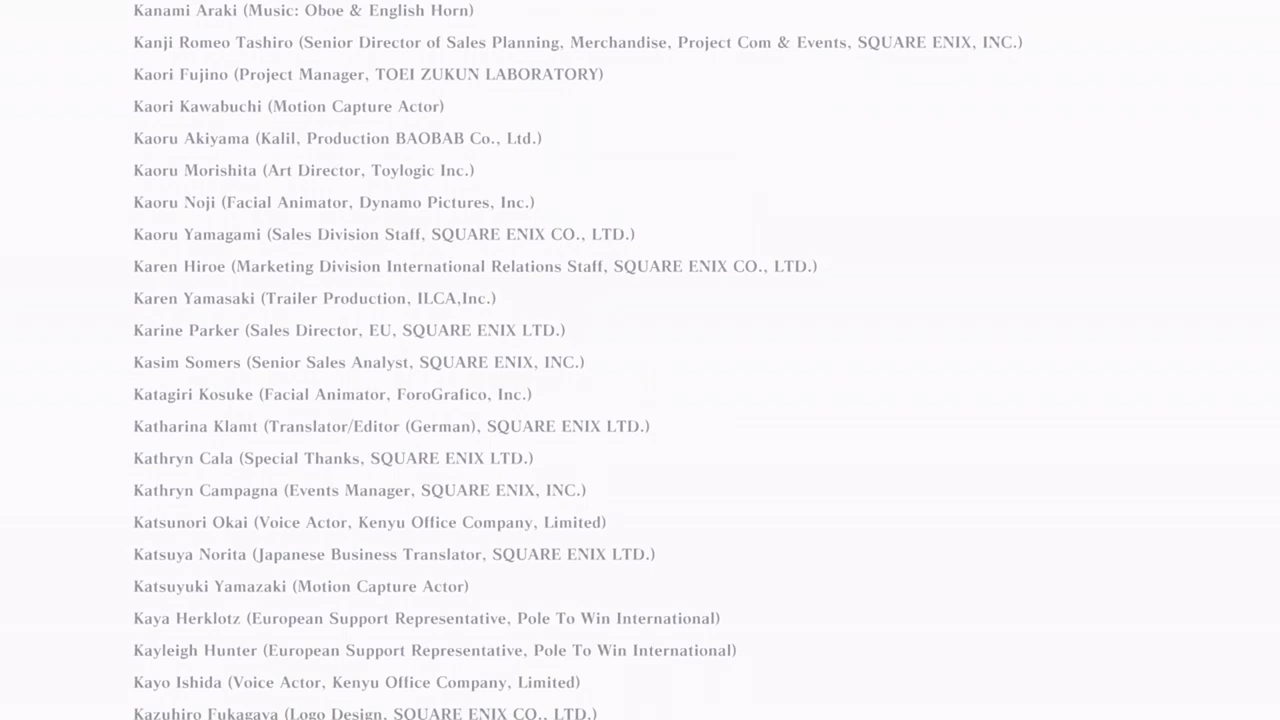 Kanami Araki (Music: Oboe & English Horn)
Kanji Romeo Tashiro (Senior Director of Sales Planning, Merchandise, Project Com & Events, SQUARE ENIX, INC.)
Kaori Fujino (Project Manager, TOEI ZUKUN LABORATORY)
Kaori Kawabuchi (Motion Capture Actor)
Kaoru Akiyama (Kalil, Production BAOBAB Co., Ltd.)
Kaoru Morishita (Art Director, Toylogic Inc.)
Kaoru Noji (Facial Animator, Dynamo Pictures, Inc.)
Kaoru Yamagami (Sales Division Staff, SQUARE ENIX CO., LTD.)
Karen Hiroe (Marketing Division International Relations Staff, SQUARE ENIX CO., LTD.)
Karen Yamasaki (Trailer Production, ILCA,Inc.)
Karine Parker (Sales Director, EU, SQUARE ENIX LTD.)
Kasim Somers (Senior Sales Analyst, SQUARE ENIX, INC.)
Katagiri Kosuke (Facial Animator, ForoGrafico, Inc.)
Katharina Klamt (Translator/Editor (German), SQUARE ENIX LTD.)
Kathryn Cala (Special Thanks, SQUARE ENIX LTD.)
Kathryn Campagna (Events Manager, SQUARE ENIX, INC.)
Katsunori Okai (Voice Actor, Kenyu Office Company, Limited)
Katsuya Norita (Japanese Business Translator, SQUARE ENIX LTD.)
Katsuyuki Yamazaki (Motion Capture Actor)
Kaya Herklotz (European Support Representative, Pole To Win International)
Kayleigh Hunter (European Support Representative, Pole To Win International)
Kayo Ishida (Voice Actor, Kenyu Office Company, Limited)
Kazuhiro Fukagaya (Logo Design, SQUARE ENIX CO., LTD.)